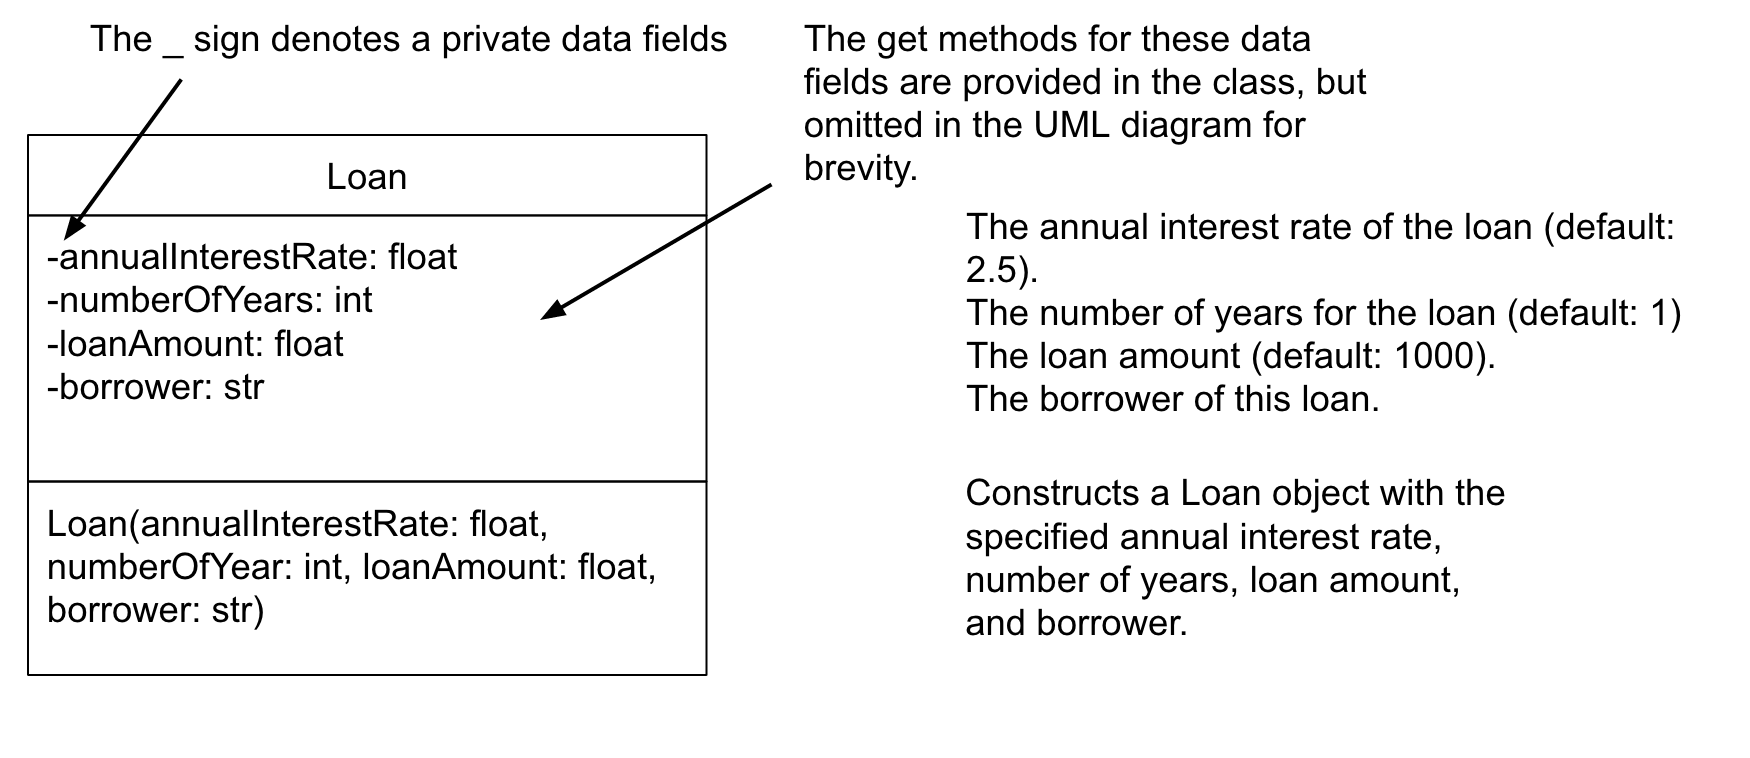 The _ sign denotes a private data fields
The get methods for these data
fields are provided in the class, but
omitted in the UML diagram for
brevity.
Loan
-annualInterestRate: float
-numberOfYears: int
-loanAmount: float
-borrower: str
The annual interest rate of the loan (default:
2.5).
The number of years for the loan (default: 1)
The loan amount (default: 1000).
The borrower of this loan.
Loan(annualInterestRate: float,
numberOfYear: int, loanAmount: float,
borrower: str)
Constructs a Loan object with the
specified annual interest rate,
number of years, loan amount,
and borrower.